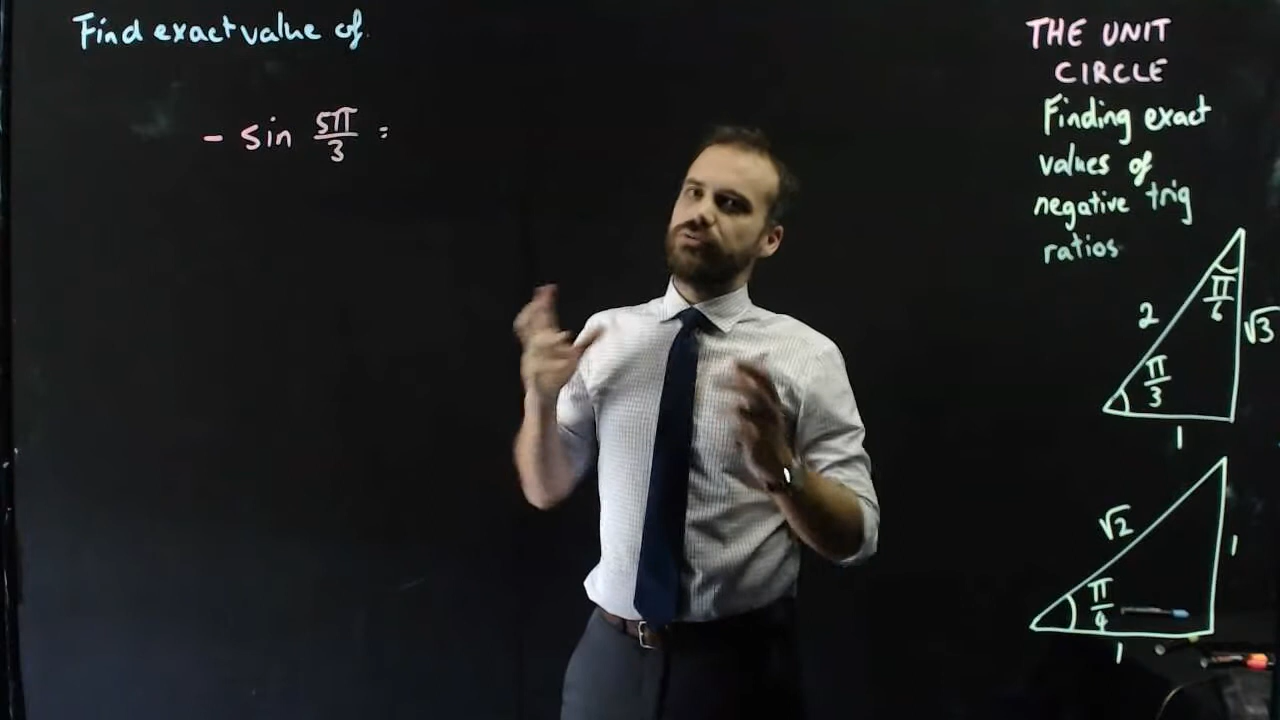 Find exact value of
- sin 5π/3 =
THE UNIT
CIRCLE
Finding exact
values of
negative trig
ratios
π/6
2
√3
π/3
1
√2
1
π/4
1